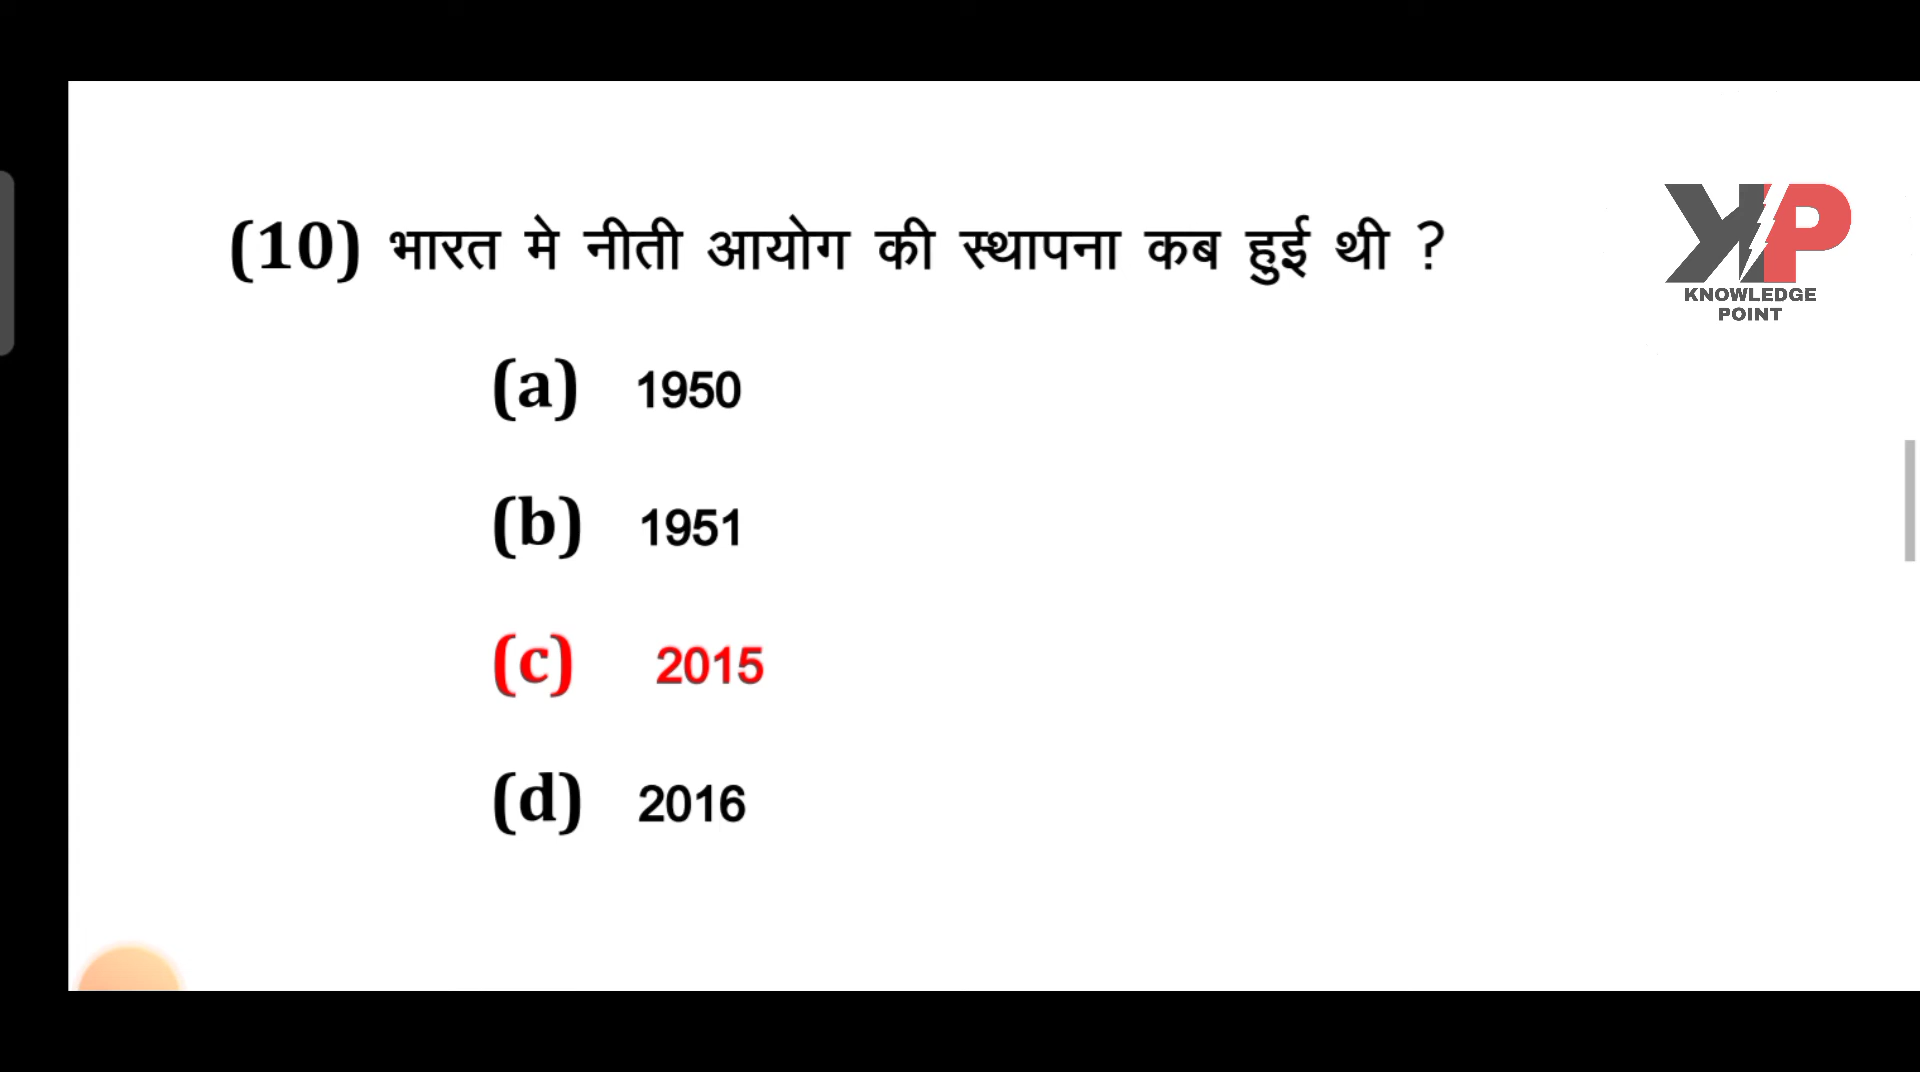 (10) भारत मे नीती आयोग की स्थापना कब हुई थी ?
KP
KNOWLEDGE
POINT
(a) 1950
(b) 1951
(c) 2015
(d) 2016